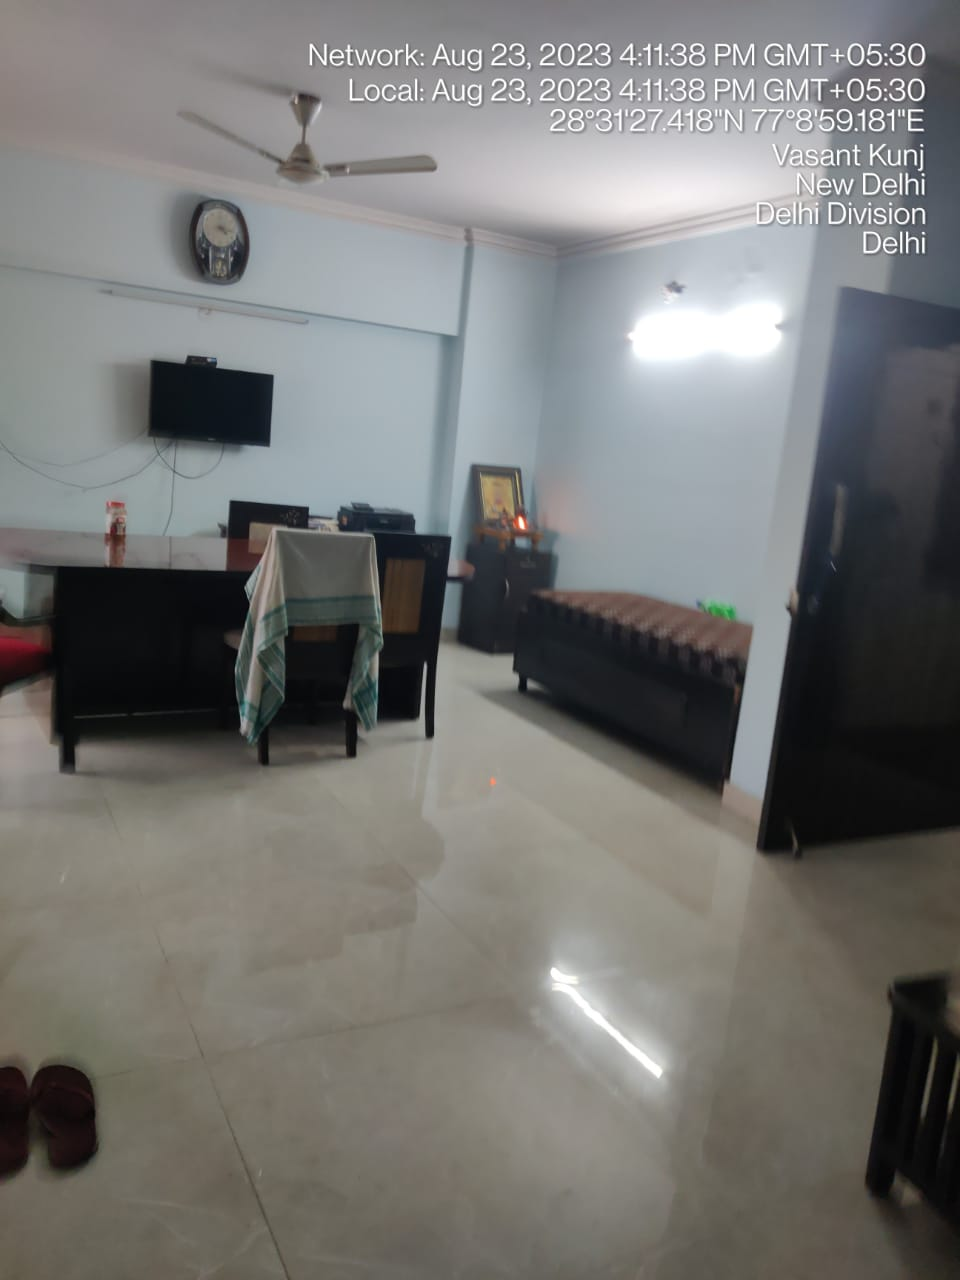 Network: Aug 23, 2023 4:11:38 PM GMT+05:30
Local: Aug 23, 2023 4:11:38 PM GMT+05:30
28°31'27.418"N 77°8'59.181"E
Vasant Kunj
New Delhi
Delhi Division
Delhi